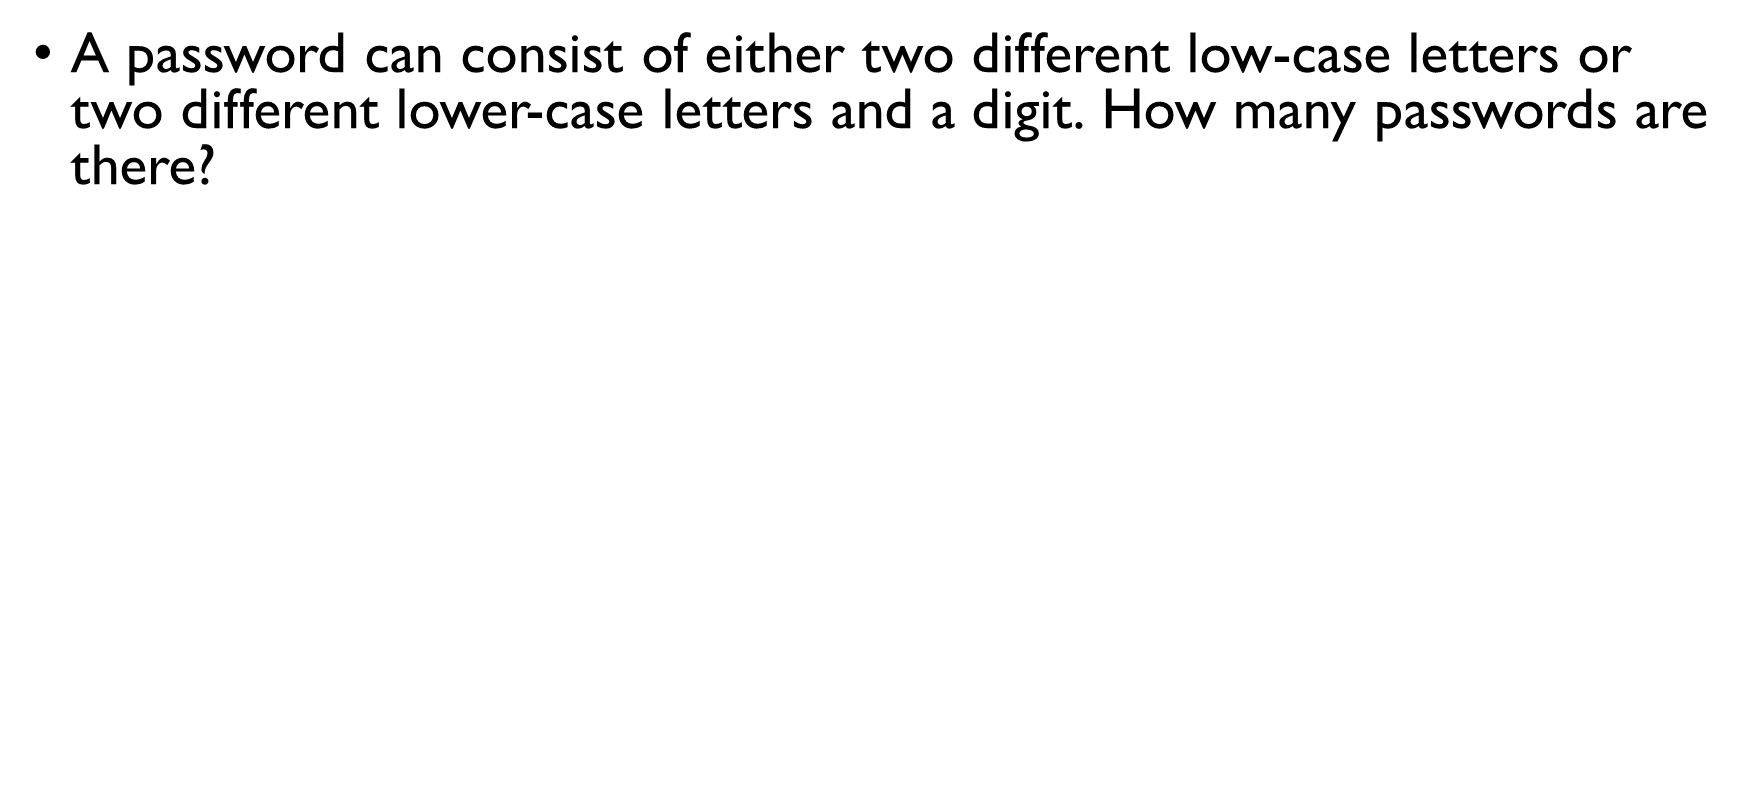 • A password can consist of either two different low-case letters or
two different lower-case letters and a digit. How many passwords are
there?